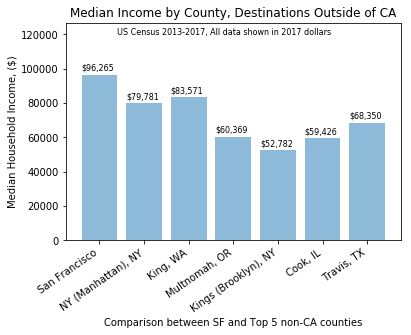 Median Income by County, Destinations Outside of CA
US Census 2013-2017, All data shown in 2017 dollars
Median Household Income, ($)
120000
100000
80000
60000
40000
20000
0
$96,265
$79,781
$83,571
$60,369
$52,782
$59,426
$68,350
San Francisco
NY (Manhattan), NY
King, WA
Multnomah, OR
Kings (Brooklyn), NY
Cook, IL
Travis, TX
Comparison between SF and Top 5 non-CA counties